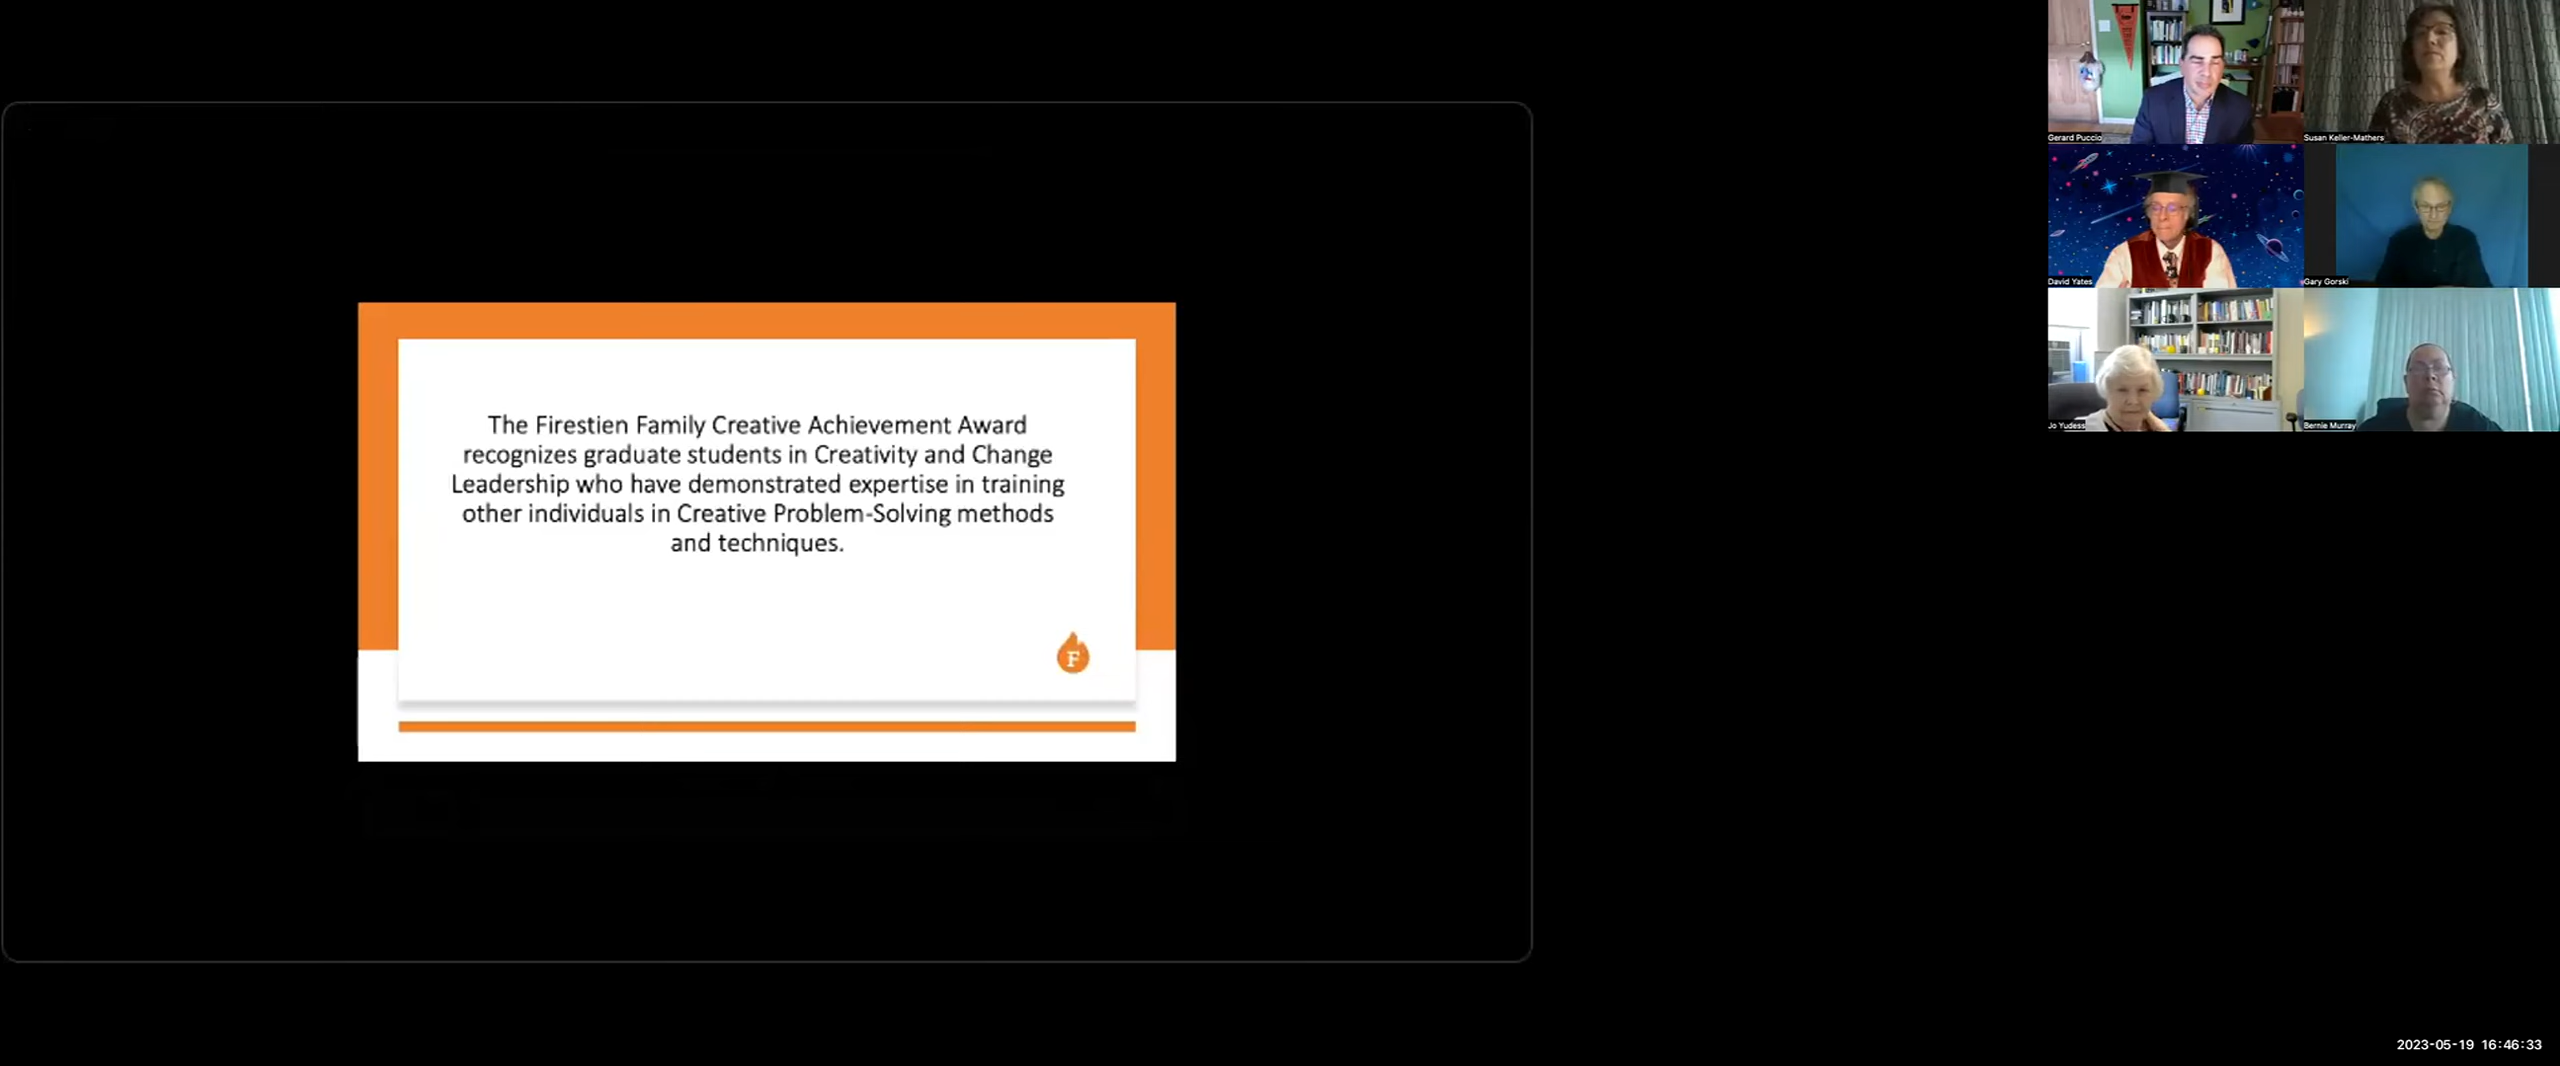 The Firestien Family Creative Achievement Award
recognizes graduate students in Creativity and Change
Leadership who have demonstrated expertise in training
other individuals in Creative Problem-Solving methods
and techniques.
F
Gerard Puccio
Susan Keller-Mathers
David Yates
Gary Gorski
Jo Yudess
Bernie Murray
2023-05-19 16:46:33